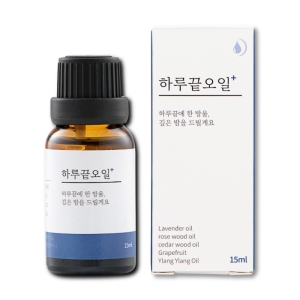 하루끝오일+
하루끝에 한 방울,
깊은 밤을 드릴게요
15ml
하루끝오일+
하루끝에 한 방울,
깊은 밤을 드릴게요
Lavender oil
rose wood oil
cedar wood oil
Grapefruit
Ylang Ylang Oil
15ml